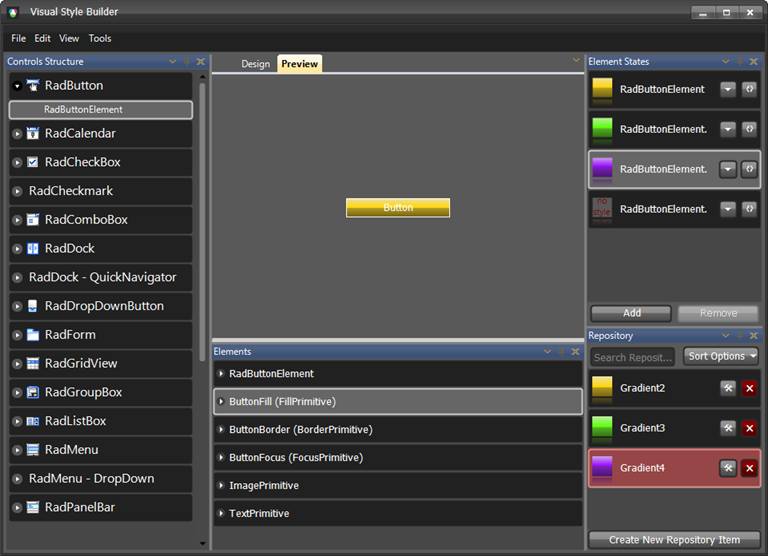 Visual Style Builder
File Edit View Tools
Controls Structure
RadButton
RadButtonElement
RadCalendar
RadCheckBox
RadCheckmark
RadComboBox
RadDock
RadDock - QuickNavigator
RadDropDownButton
RadForm
RadGridView
RadGroupBox
RadListBox
RadMenu
RadMenu - DropDown
RadPanelBar
Design Preview
Button
Elements
RadButtonElement
ButtonFill (FillPrimitive)
ButtonBorder (BorderPrimitive)
ButtonFocus (FocusPrimitive)
ImagePrimitive
TextPrimitive
Element States
RadButtonElement
RadButtonElement.
RadButtonElement.
no
style
RadButtonElement.
Add Remove
Repository
Search Reposit... Sort Options
Gradient2
Gradient3
Gradient4
Create New Repository Item